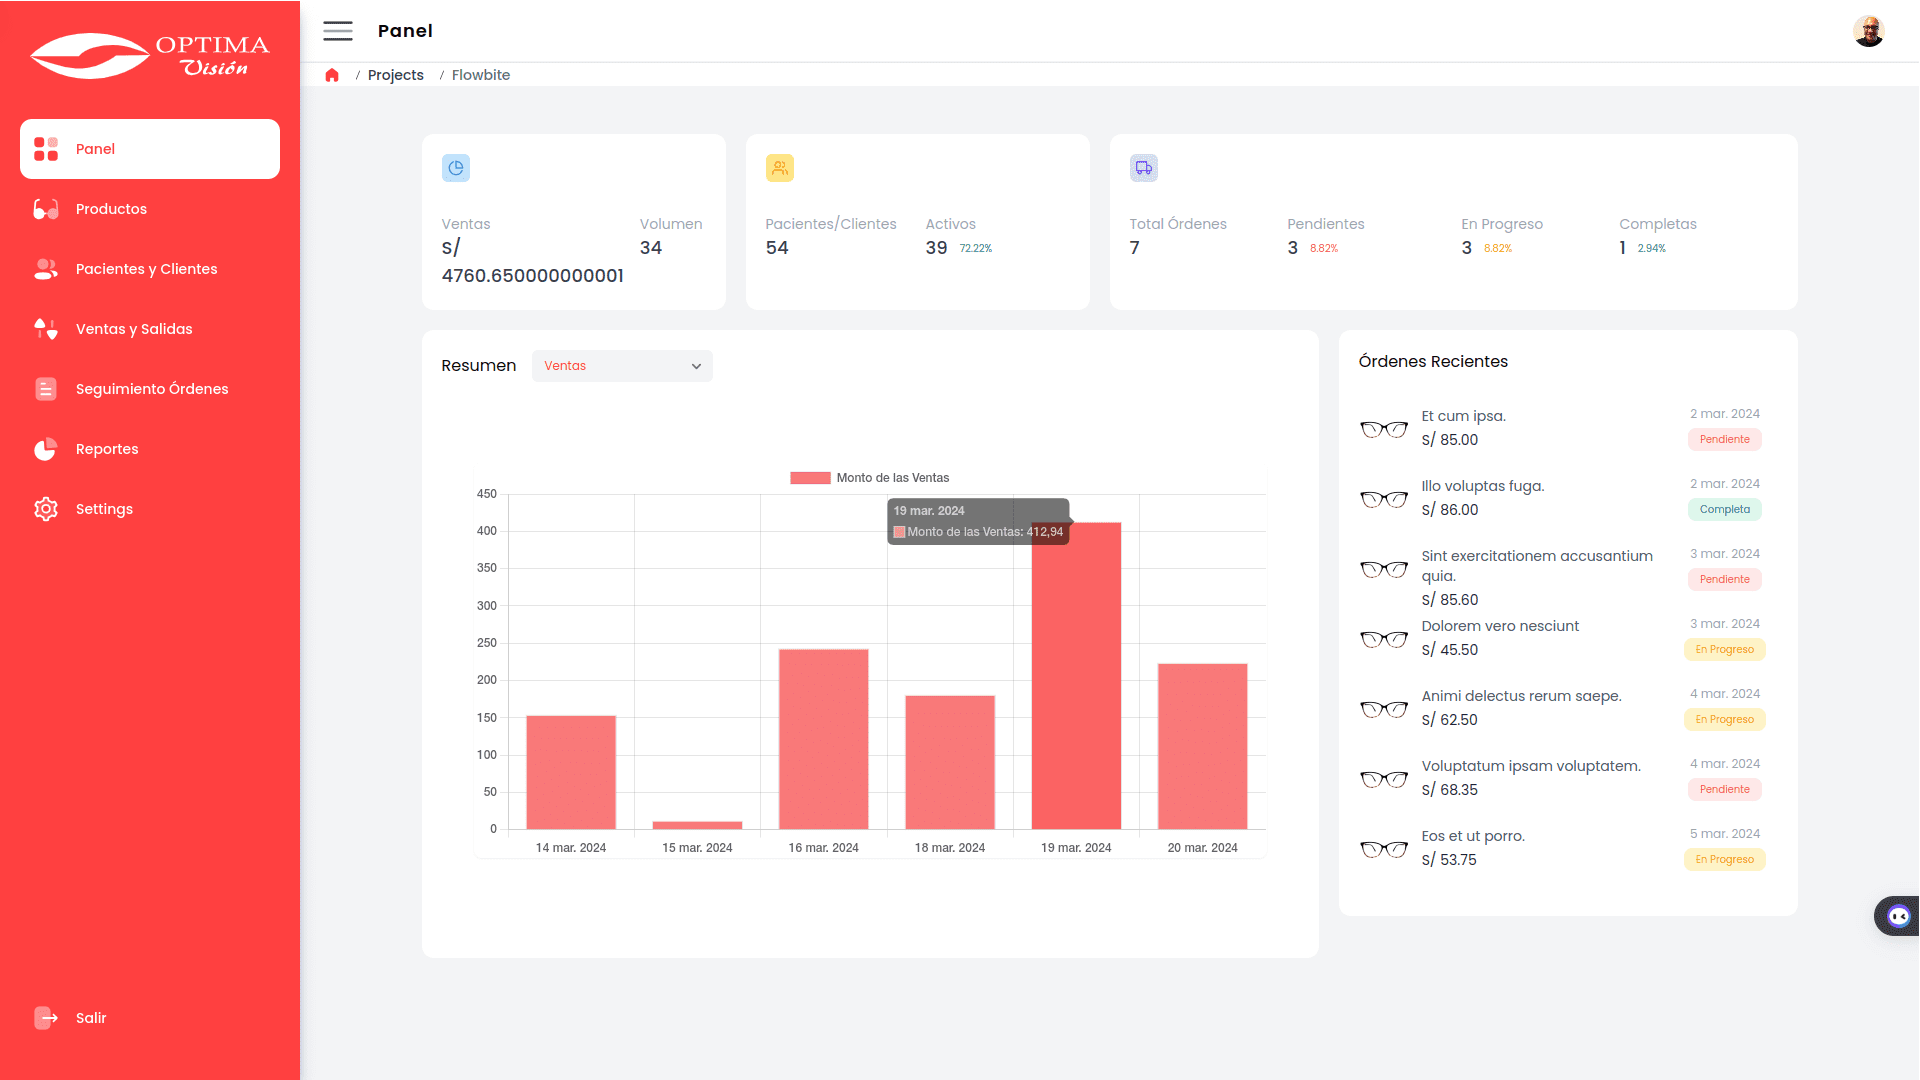 OPTIMA
Visión
Panel
Productos
Pacientes y Clientes
Ventas y Salidas
Seguimiento Órdenes
Reportes
Settings
Salir
Panel
/ Projects / Flowbite
Ventas Volumen
S/ 34
4760.650000000001
Pacientes/Clientes Activos
54 39 72.22%
Total Órdenes Pendientes En Progreso Completas
7 3 8.82% 3 8.82% 1 2.94%
Resumen Ventas
Monto de las Ventas
450
400
350
300
250
200
150
100
50
0
19 mar. 2024
Monto de las Ventas: 412,94
14 mar. 2024 15 mar. 2024 16 mar. 2024 18 mar. 2024 19 mar. 2024 20 mar. 2024
Órdenes Recientes
Et cum ipsa. 2 mar. 2024
S/ 85.00 Pendiente
Illo voluptas fuga. 2 mar. 2024
S/ 86.00 Completa
Sint exercitationem accusantium 3 mar. 2024
quia. Pendiente
S/ 85.60
Dolorem vero nesciunt 3 mar. 2024
S/ 45.50 En Progreso
Animi delectus rerum saepe. 4 mar. 2024
S/ 62.50 En Progreso
Voluptatum ipsam voluptatem. 4 mar. 2024
S/ 68.35 Pendiente
Eos et ut porro. 5 mar. 2024
S/ 53.75 En Progreso